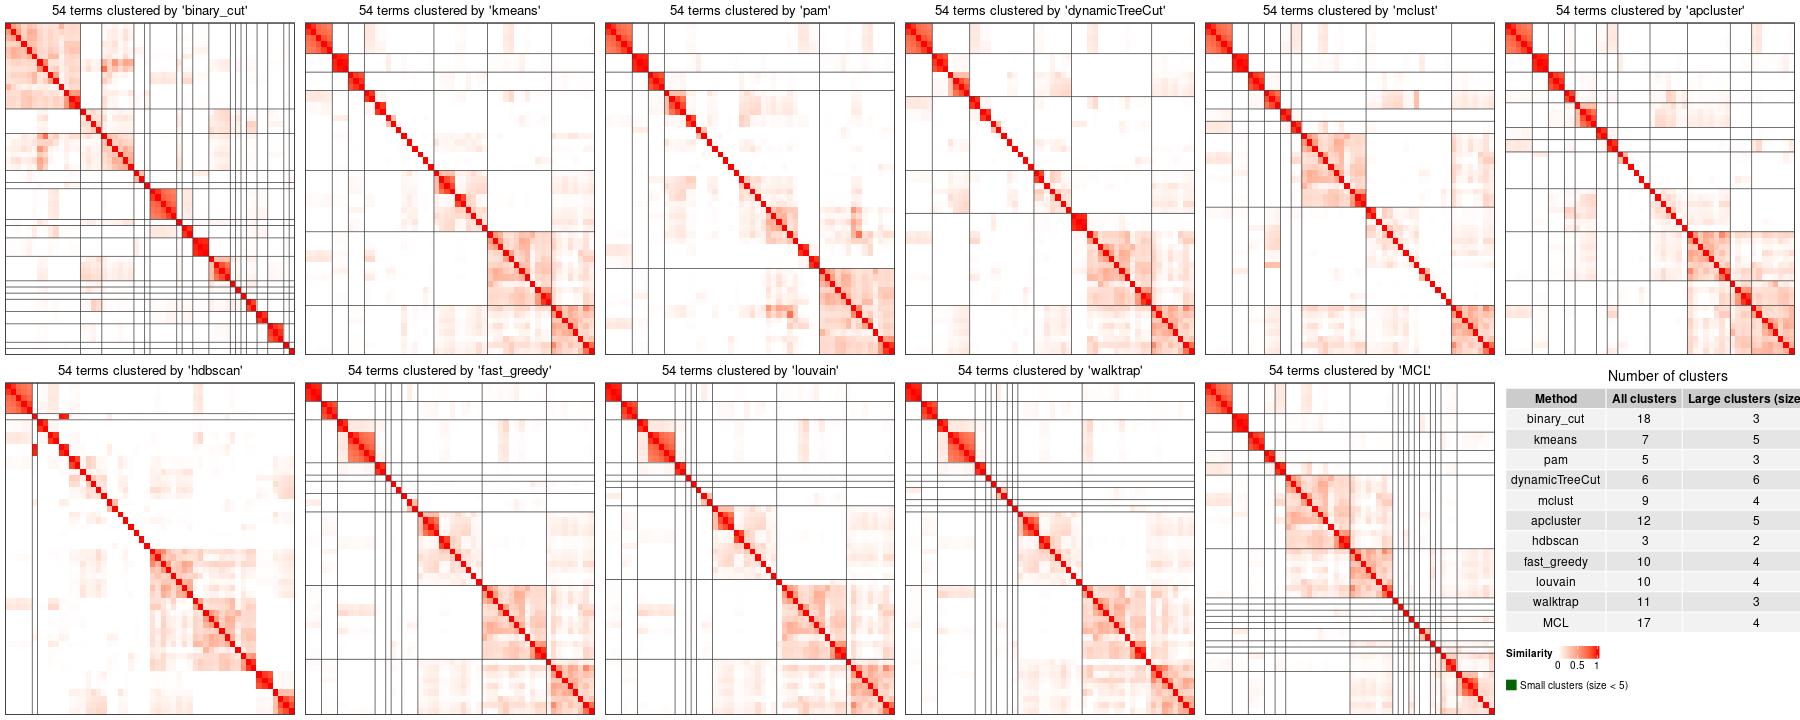 54 terms clustered by 'binary_cut'
54 terms clustered by 'kmeans'
54 terms clustered by 'pam'
54 terms clustered by 'dynamicTreeCut'
54 terms clustered by 'mclust'
54 terms clustered by 'apcluster'
54 terms clustered by 'hdbscan'
54 terms clustered by 'fast_greedy'
54 terms clustered by 'louvain'
54 terms clustered by 'walktrap'
54 terms clustered by 'MCL'
Number of clusters
Method All clusters Large clusters (size
binary_cut 18 3
kmeans 7 5
pam 5 3
dynamicTreeCut 6 6
mclust 9 4
apcluster 12 5
hdbscan 3 2
fast_greedy 10 4
louvain 10 4
walktrap 11 3
MCL 17 4
Similarity
0 0.5 1
Small clusters (size < 5)